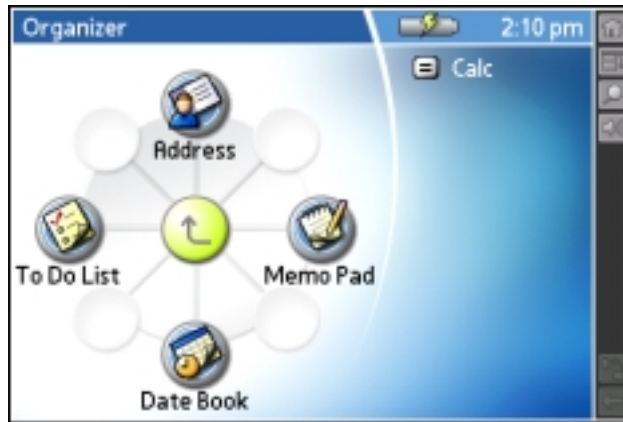 Organizer
2:10 pm
Calc
Address
To Do List
Memo Pad
Date Book